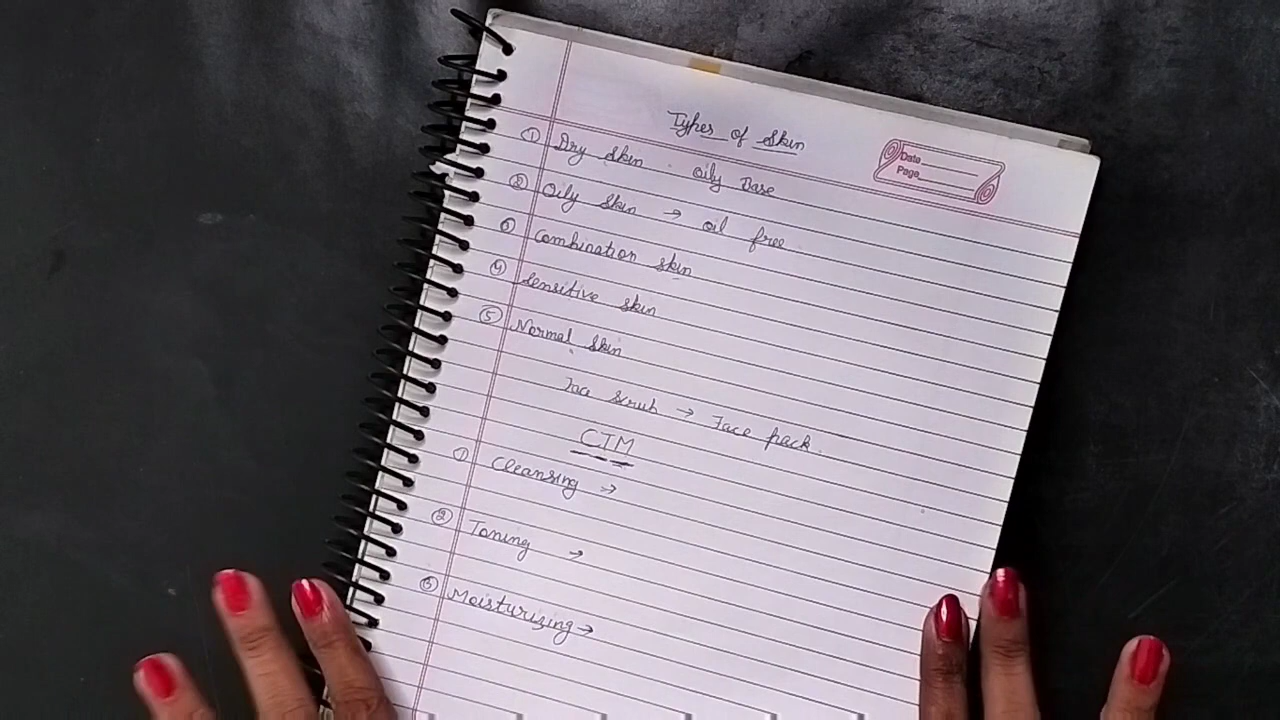 Types of Skin
Date
Page
① Dry Skin . Oily Base
② Oily Skin → oil free
③ Combination skin
④ Sensitive skin
⑤ Normal Skin
Face Scrub → Face pack.
CTM
① Cleansing →
② Toning →
③ Moisturizing →